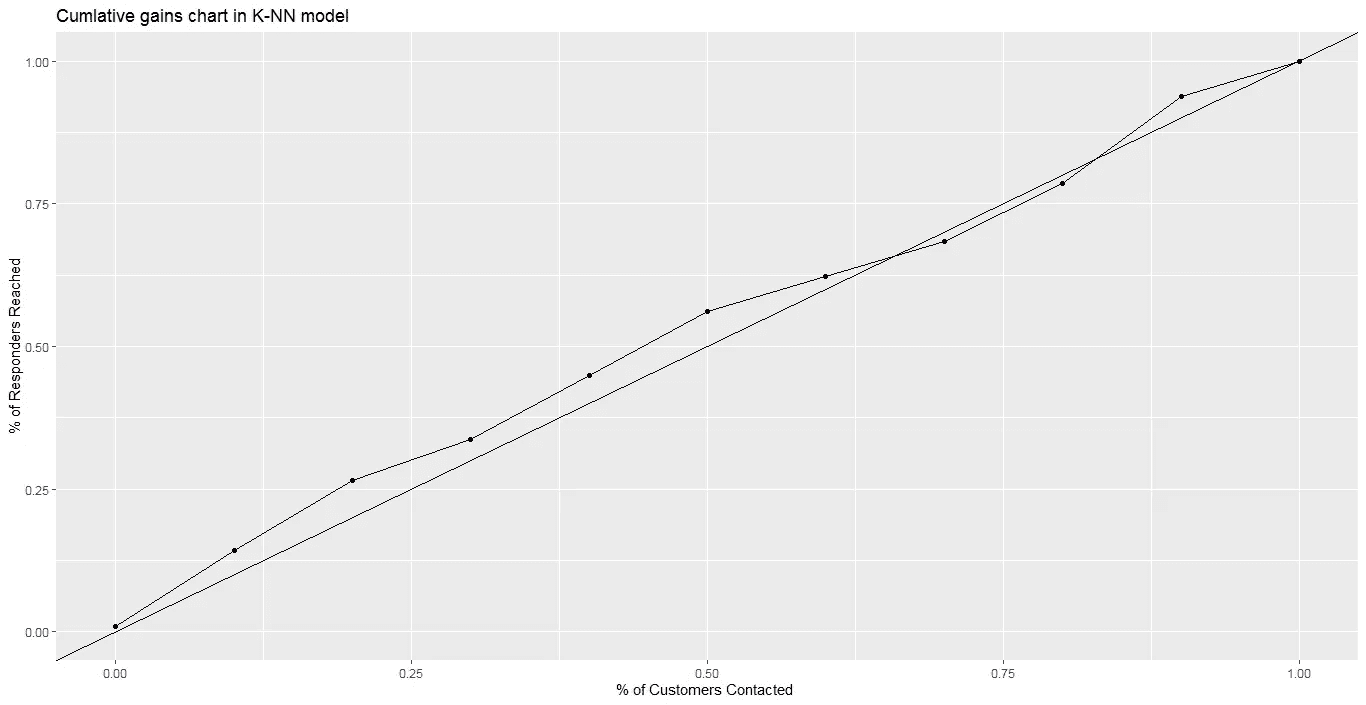 Cumlative gains chart in K-NN model
1.00
0.75
0.50
0.25
0.00
% of Responders Reached
0.00 0.25 0.50 0.75 1.00
% of Customers Contacted